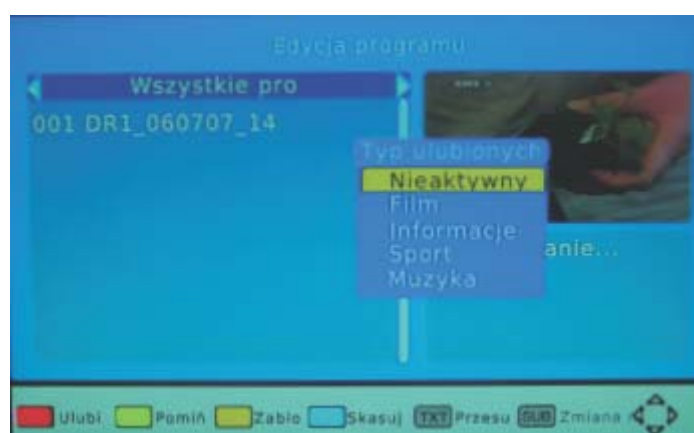 Edycja programu
Wszystkie pro
001 DR1_060707_14
Typ ulubionych
Nieaktywny
Film
Informacje
Sport
Muzyka
anie...
Ulubi Pomiń Zablo Skasuj TXT Przesu SUB Zmiana